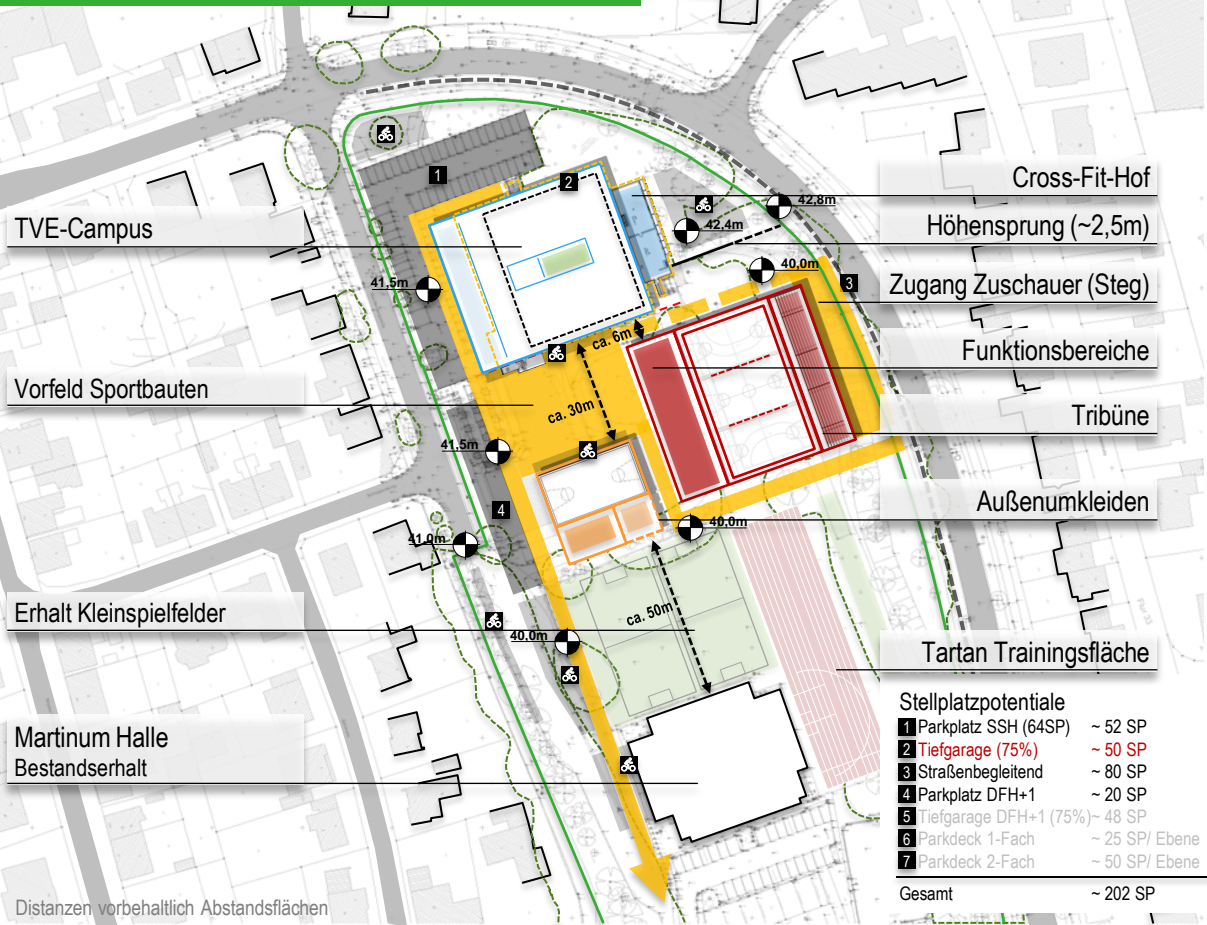 Cross-Fit-Hof
Höhensprung (~2,5m)
Zugang Zuschauer (Steg)
Funktionsbereiche
Tribüne
Außenumkleiden
Tartan Trainingsfläche
TVE-Campus
Vorfeld Sportbauten
Erhalt Kleinspielfelder
Martinum Halle
Bestandserhalt
1
2
3
4
42,8m
42,4m
40,0m
41,5m
ca. 6m
ca. 30m
41,5m
40,0m
41,0m
ca. 50m
40,0m
Stellplatzpotentiale
1 Parkplatz SSH (64SP) ~ 52 SP
2 Tiefgarage (75%) ~ 50 SP
3 Straßenbegleitend ~ 80 SP
4 Parkplatz DFH+1 ~ 20 SP
5 Tiefgarage DFH+1 (75%) ~ 48 SP
6 Parkdeck 1-Fach ~ 25 SP/ Ebene
7 Parkdeck 2-Fach ~ 50 SP/ Ebene
Gesamt ~ 202 SP
Distanzen vorbehaltlich Abstandsflächen